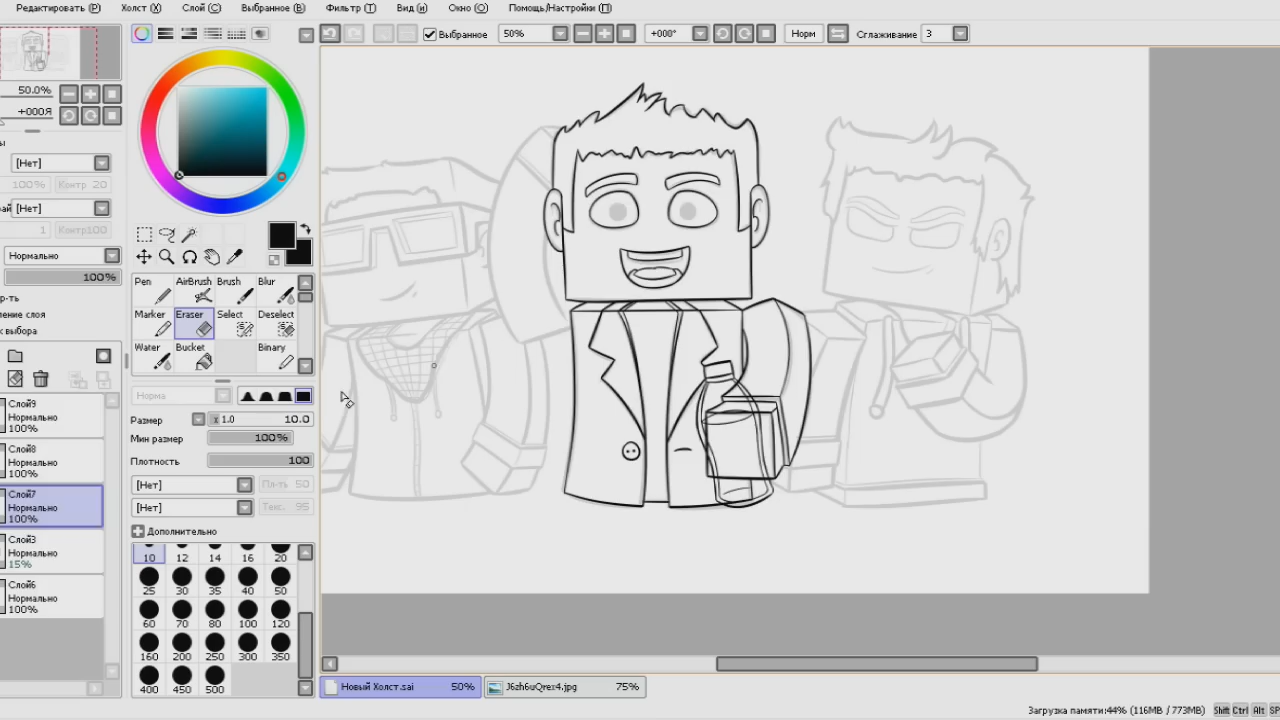 Редактировать (Р) Холст (X) Слой (С) Выбранное (В) Фильтр (Т) Вид (и) Окно (О) Помощь/Настройки (П)
Выбранное 50% +000° Норм Сглаживание 3
50.0%
+000Я
ы
[Нет]
100% Контр 20
ай [Нет]
1 Контр100
Нормально
100%
р-ть
ление слоя
к выбора
Pen AirBrush Brush Blur
Marker Eraser Select Deselect
Water Bucket Binary
Норма
Размер x 1.0 10.0
Мин размер 100%
Плотность 100
[Нет] Пл-ть 50
[Нет] Текс. 95
Дополнительно
10 12 14 16 20
25 30 35 40 50
60 70 80 100 120
160 200 250 300 350
400 450 500
Слой9
Нормально
100%
Слой8
Нормально
100%
Слой7
Нормально
100%
Слой3
Нормально
15%
Слой6
Нормально
100%
Новый Холст.sai 50% J6zh6uQrex4.jpg 75%
Загрузка памяти:44% (116MB / 773MB) Shift Ctrl Alt SP